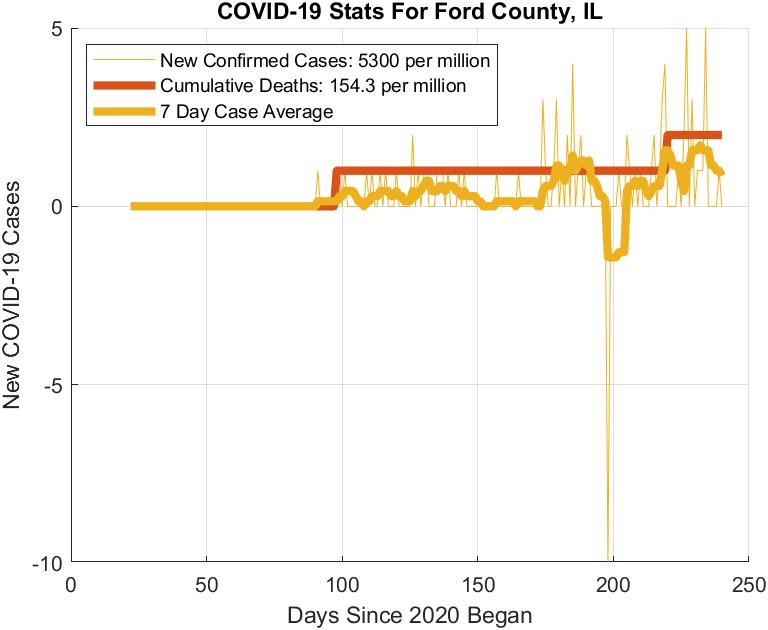 COVID-19 Stats For Ford County, IL
New Confirmed Cases: 5300 per million
Cumulative Deaths: 154.3 per million
7 Day Case Average
New COVID-19 Cases
5
0
-5
-10
0 50 100 150 200 250
Days Since 2020 Began